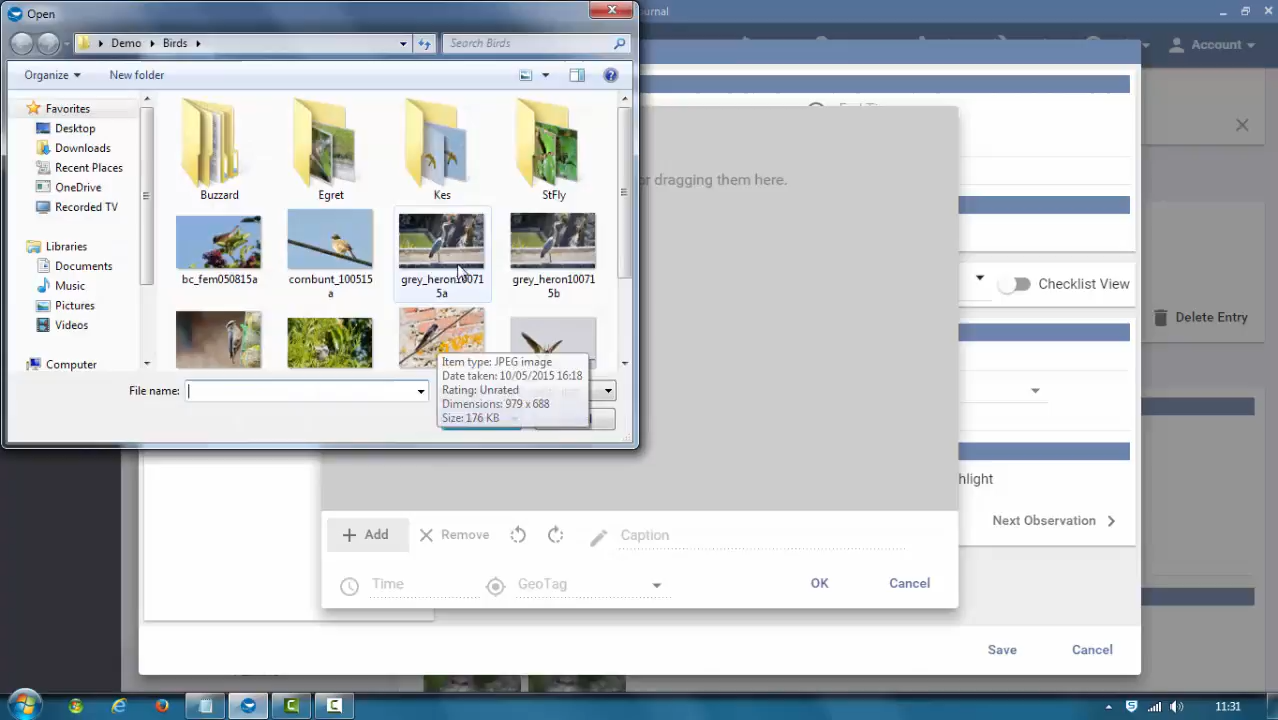 Open
Journal
Demo
Birds
Search Birds
Account
Organize
New folder
Favorites
Desktop
Downloads
Recent Places
OneDrive
Recorded TV
Libraries
Documents
Music
Pictures
Videos
Computer
Buzzard
Egret
Kes
StFly
bc_fem050815a
cornbunt_100515
a
grey_heron10071
5a
grey_heron10071
5b
File name:
Item type: JPEG image
Date taken: 10/05/2015 16:18
Rating: Unrated
Dimensions: 979 x 688
Size: 176 KB
or dragging them here.
Checklist View
Delete Entry
Next Observation
Add
Remove
Caption
Time
GeoTag
OK
Cancel
Save
Cancel
11:31